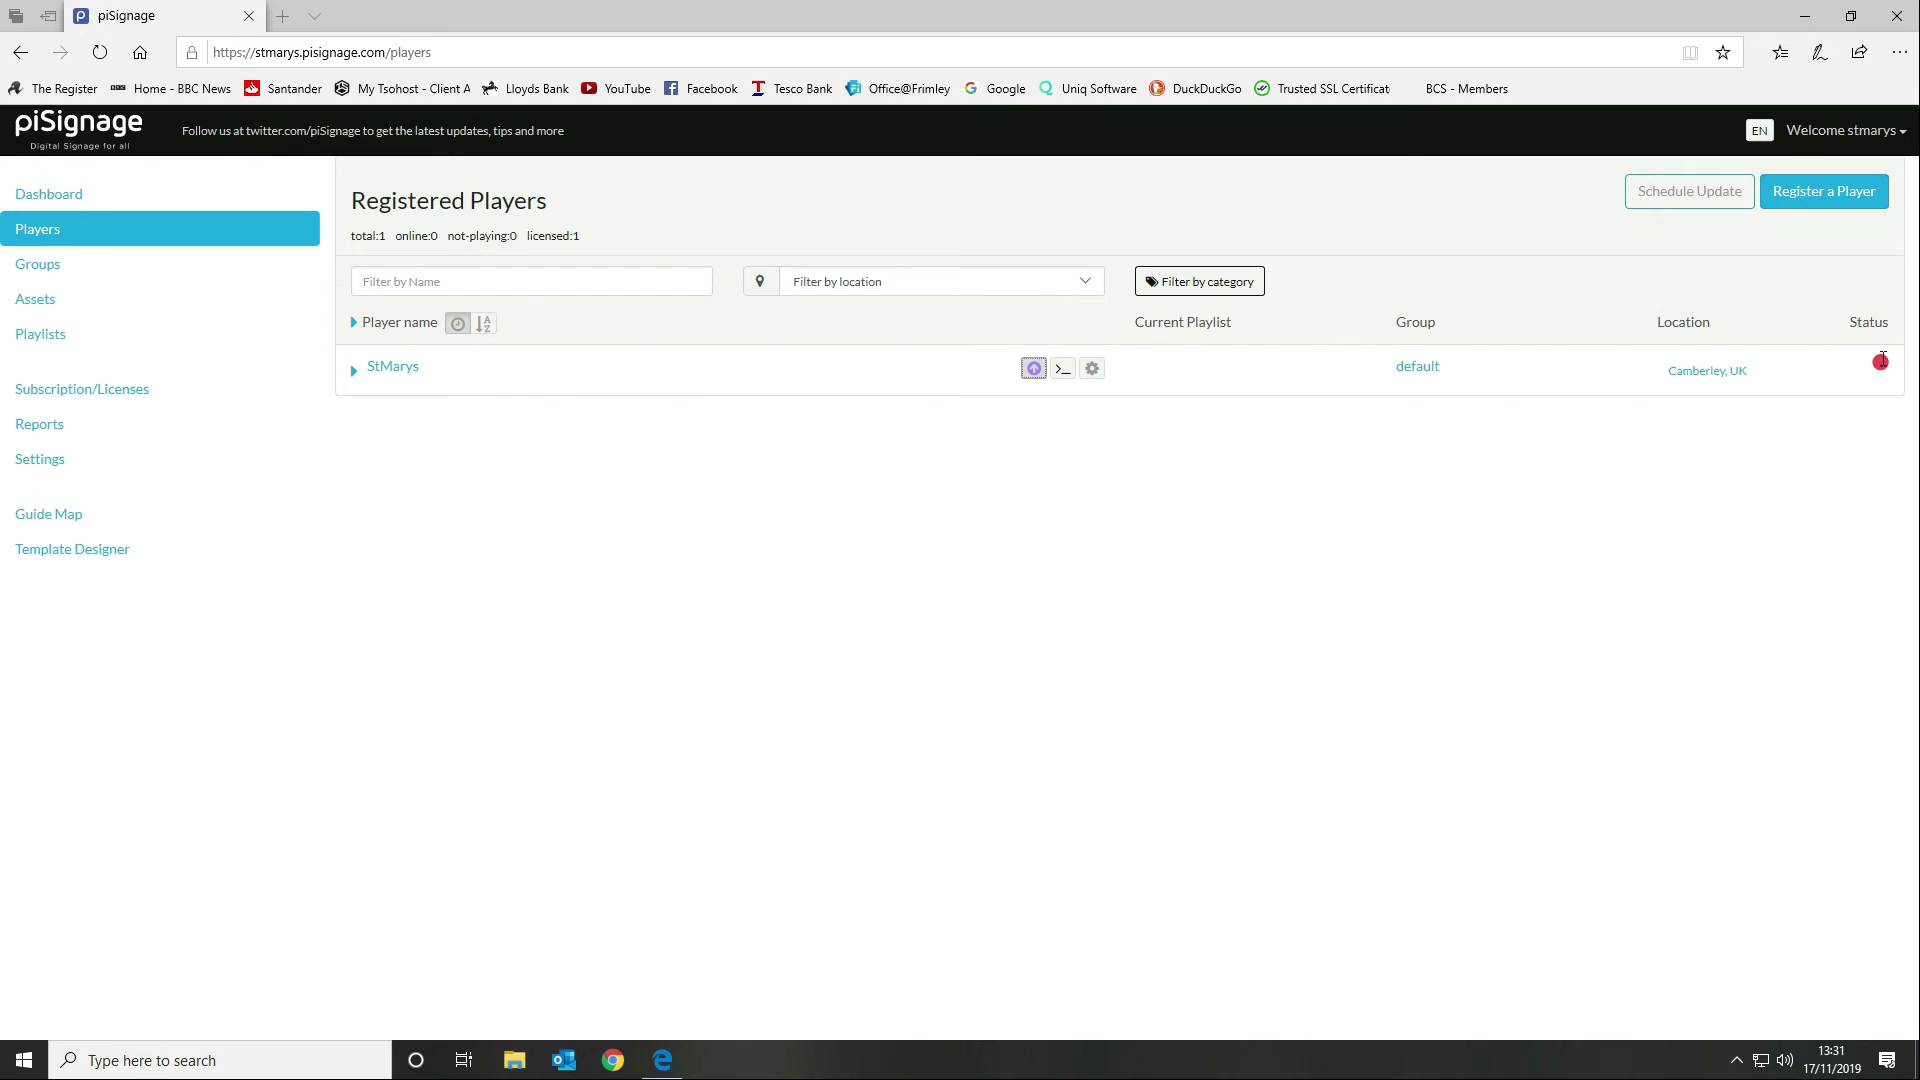 piSignage
https://stmarys.pisignage.com/players
The Register Home - BBC News Santander My Tsohost - Client A Lloyds Bank YouTube Facebook Tesco Bank Office@Frimley Google Uniq Software DuckDuckGo Trusted SSL Certificat BCS - Members
piSignage
Digital Signage for all
Follow us at twitter.com/piSignage to get the latest updates, tips and more
EN Welcome stmarys
Dashboard
Players
Groups
Assets
Playlists
Subscription/Licenses
Reports
Settings
Guide Map
Template Designer
Registered Players
Schedule Update Register a Player
total:1 online:0 not-playing:0 licensed:1
Filter by Name Filter by location Filter by category
Player name Current Playlist Group Location Status
StMarys default Camberley, UK
Type here to search
13:31
17/11/2019